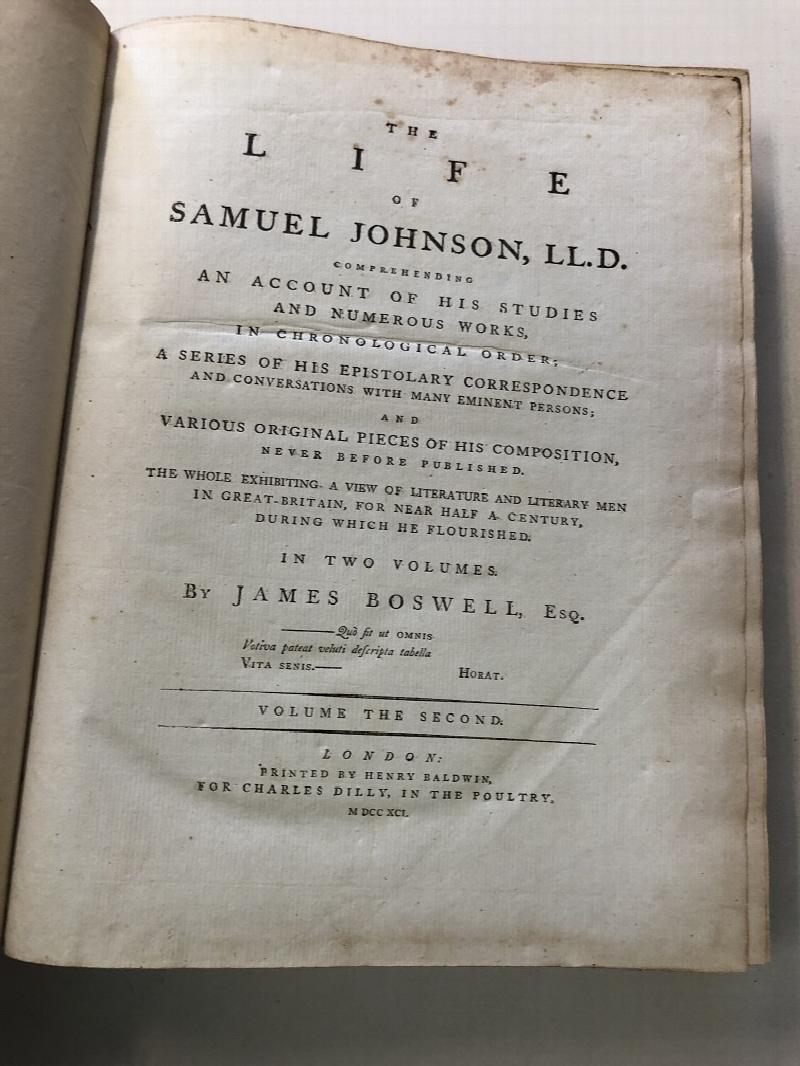 THE
LIFE
OF
SAMUEL JOHNSON, LL.D.
COMPREHENDING
AN ACCOUNT OF HIS STUDIES
AND NUMEROUS WORKS,
IN CHRONOLOGICAL ORDER;
A SERIES OF HIS EPISTOLARY CORRESPONDENCE
AND CONVERSATIONS WITH MANY EMINENT PERSONS;
AND
VARIOUS ORIGINAL PIECES OF HIS COMPOSITION,
NEVER BEFORE PUBLISHED.
THE WHOLE EXHIBITING A VIEW OF LITERATURE AND LITERARY MEN
IN GREAT-BRITAIN, FOR NEAR HALF A CENTURY,
DURING WHICH HE FLOURISHED.
IN TWO VOLUMES.
BY JAMES BOSWELL, ESQ.
———Quò fit ut OMNIS
Votiva pateat veluti deſcripta tabella
VITA SENIS.——
HORAT.
VOLUME THE SECOND.
LONDON:
PRINTED BY HENRY BALDWIN,
FOR CHARLES DILLY, IN THE POULTRY.
M DCC XCI.